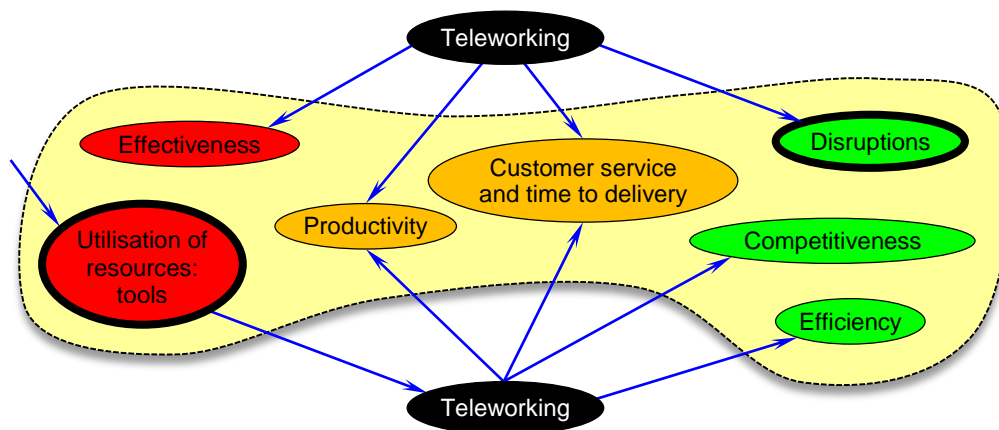 Teleworking
Effectiveness
Disruptions
Customer service
and time to delivery
Productivity
Utilisation of
resources:
tools
Competitiveness
Efficiency
Teleworking